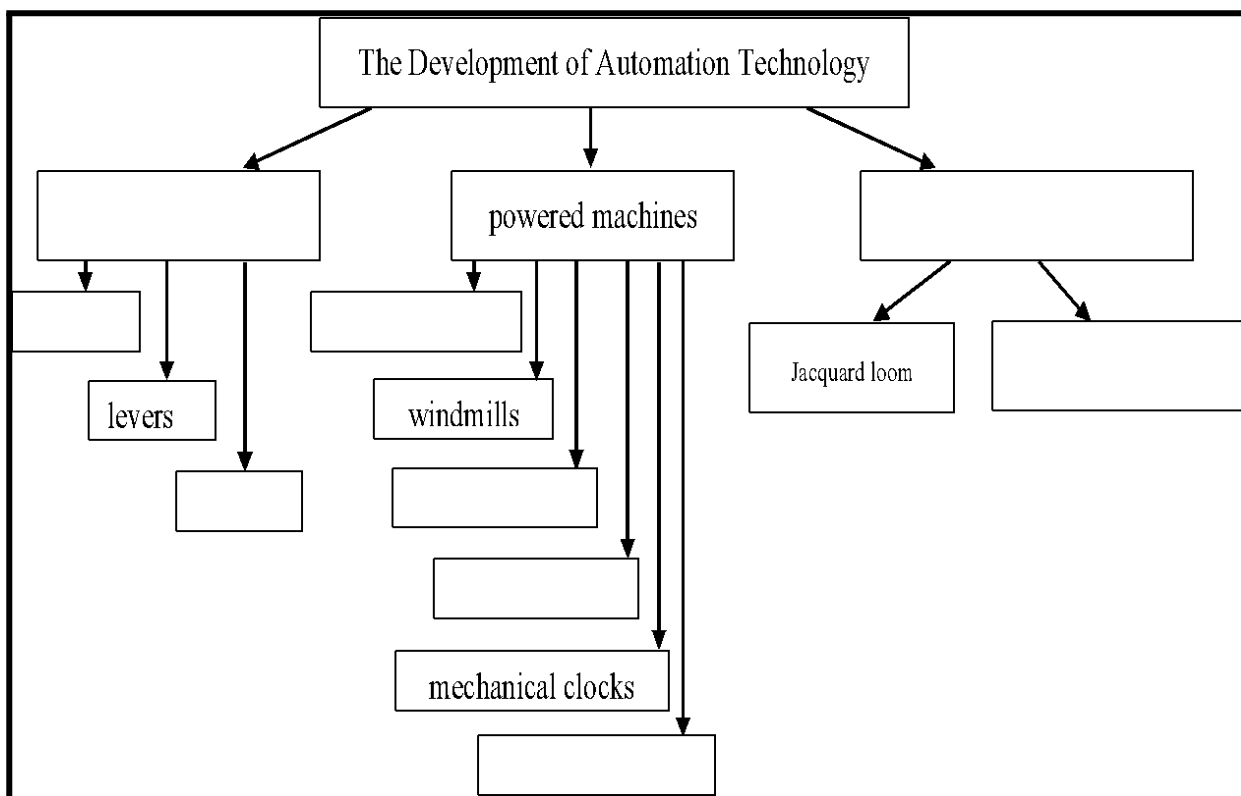 The Development of Automation Technology
powered machines
levers
windmills
Jacquard loom
mechanical clocks